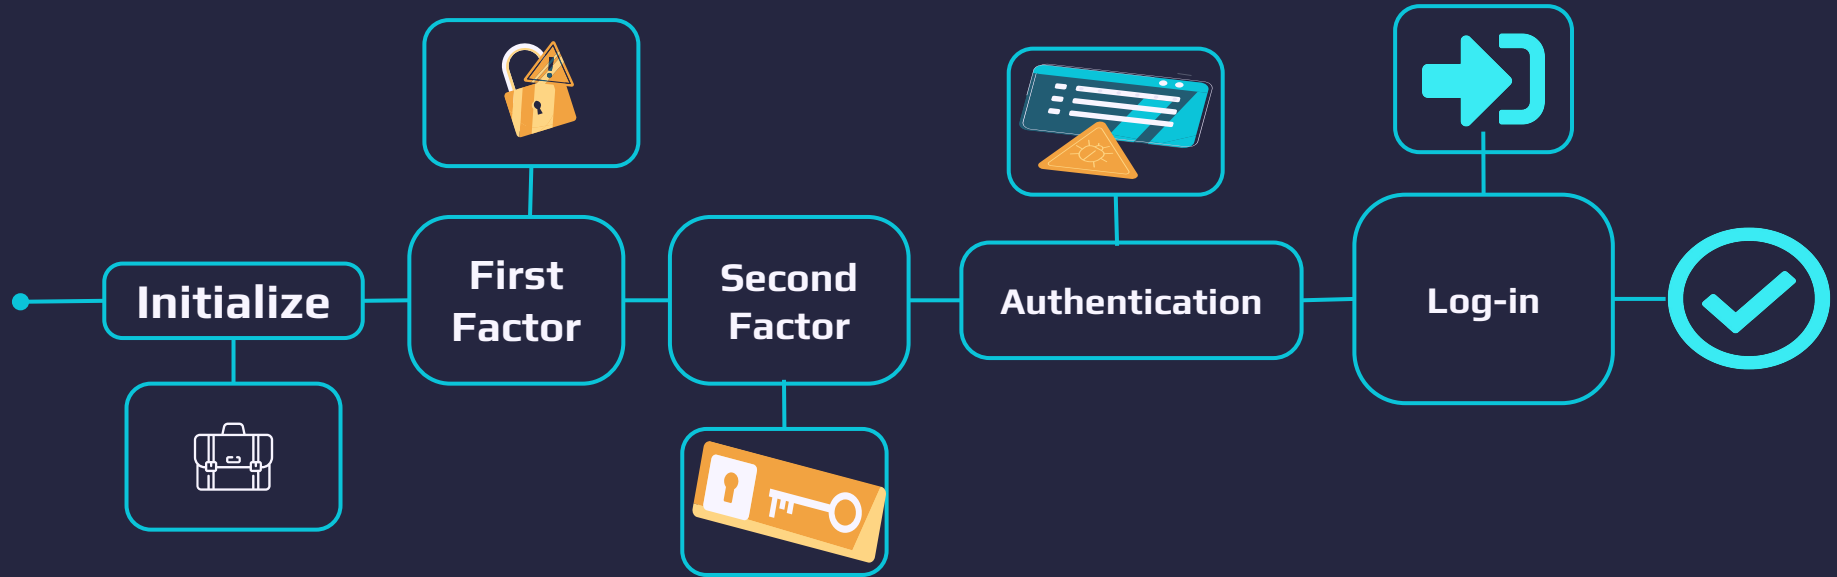 Initialize
First
Factor
Second
Factor
Authentication
Log-in